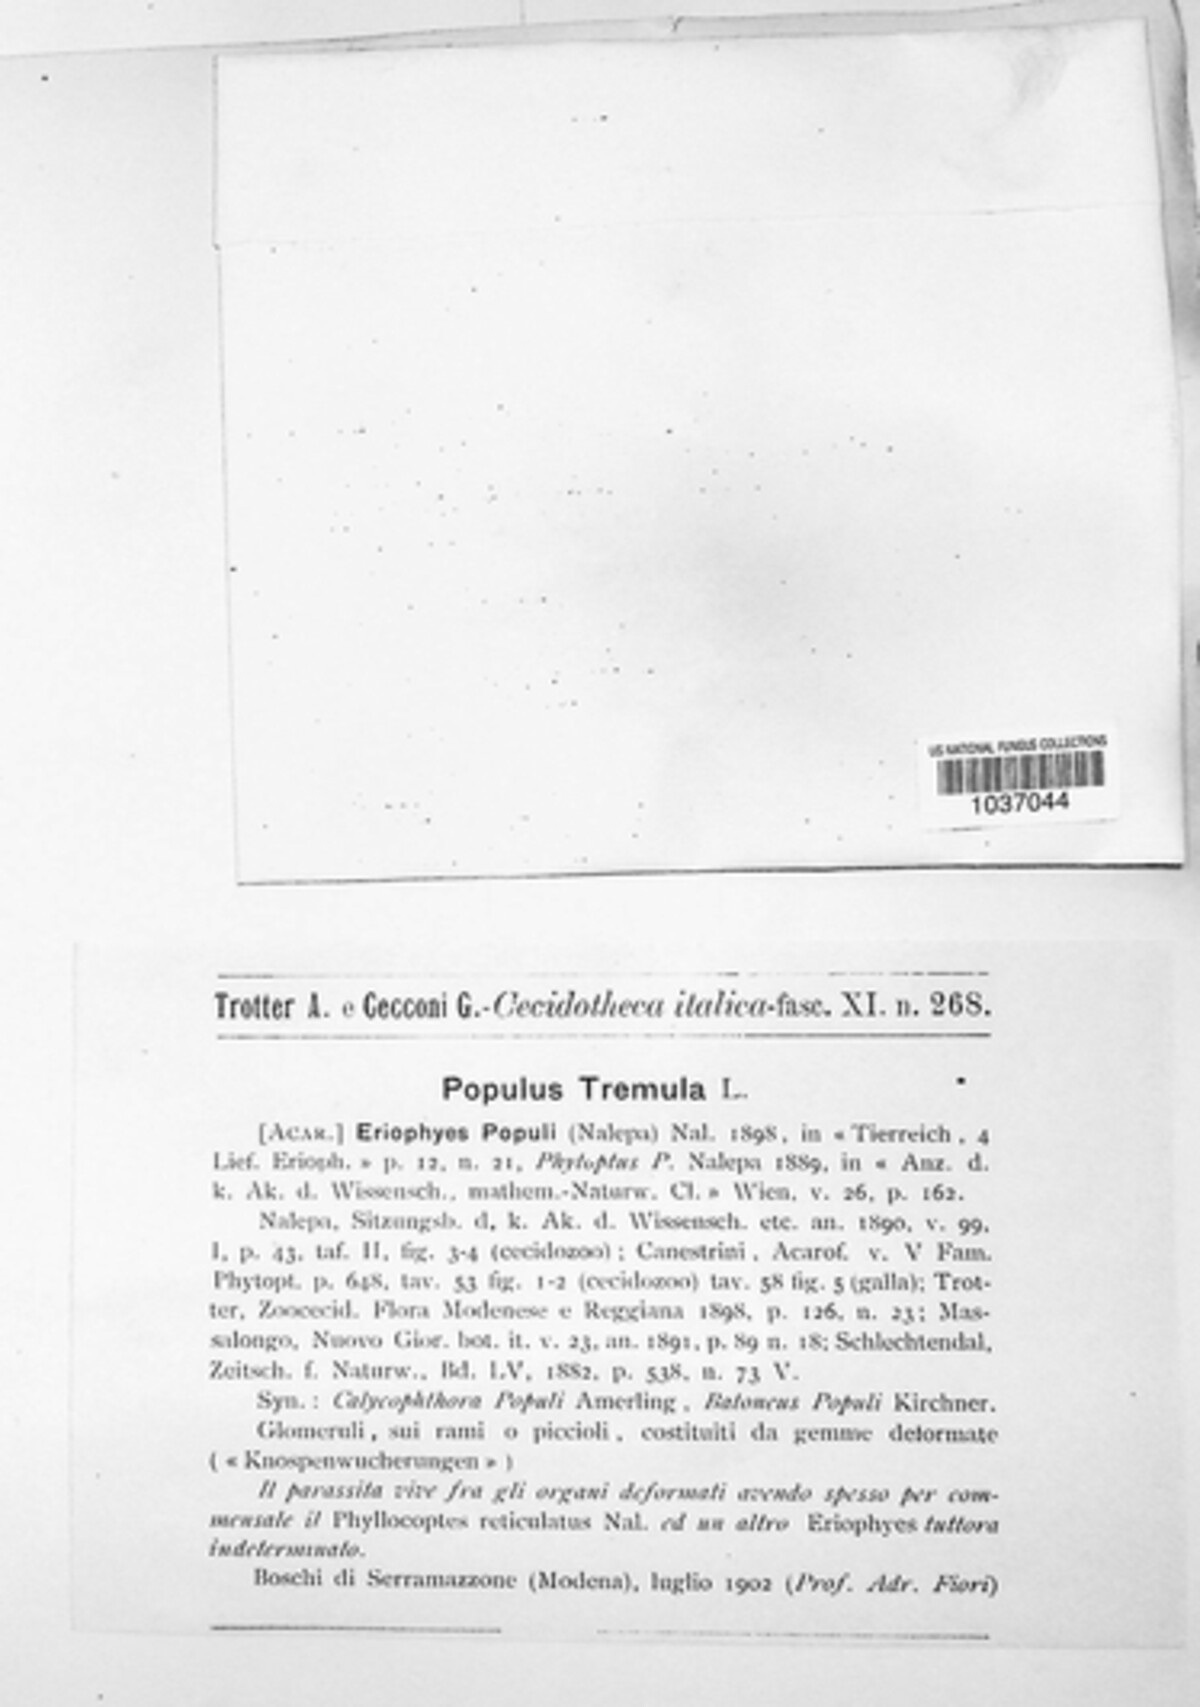 US NATIONAL FUNGUS COLLECTIONS
1037044
Trotter A. e Cecconi G.-Cecidotheca italica-fasc. XI. n. 268.
Populus Tremula L.
[ACAR.] Eriophyes Populi (Nalepa) Nal. 1898, in « Tierreich, 4
Lief. Erioph. » p. 12, n. 21, Phytoptus P. Nalepa 1889, in « Anz. d.
k. Ak. d. Wissensch., mathem.-Naturw. Cl. » Wien, v. 26, p. 162.
Nalepa, Sitzungsb. d. k. Ak. d. Wissensch. etc. an. 1890, v. 99,
I, p. 43, taf. II, fig. 3-4 (cecidozoo) ; Canestrini, Acarof. v. V Fam.
Phytopt. p. 648, tav. 53 fig. 1-2 (cecidozoo) tav. 58 fig. 5 (galla); Trot-
ter, Zoocecid. Flora Modenese e Reggiana 1898, p. 126, n. 23; Mas-
salongo, Nuovo Gior. bot. it. v. 23, an. 1891, p. 89 n. 18; Schlechtendal,
Zeitsch. f. Naturw., Bd. LV, 1882, p. 538, n. 73 V.
Syn. : Calycophthora Populi Amerling, Batoneus Populi Kirchner.
Glomeruli, sui rami o piccioli, costituiti da gemme deformate
( « Knospenwucherungen » )
Il parassita vive fra gli organi deformati avendo spesso per com-
mensale il Phyllocoptes reticulatus Nal. ed un altro Eriophyes tuttora
indeterminato.
Boschi di Serramazzone (Modena), luglio 1902 (Prof. Adr. Fiori)